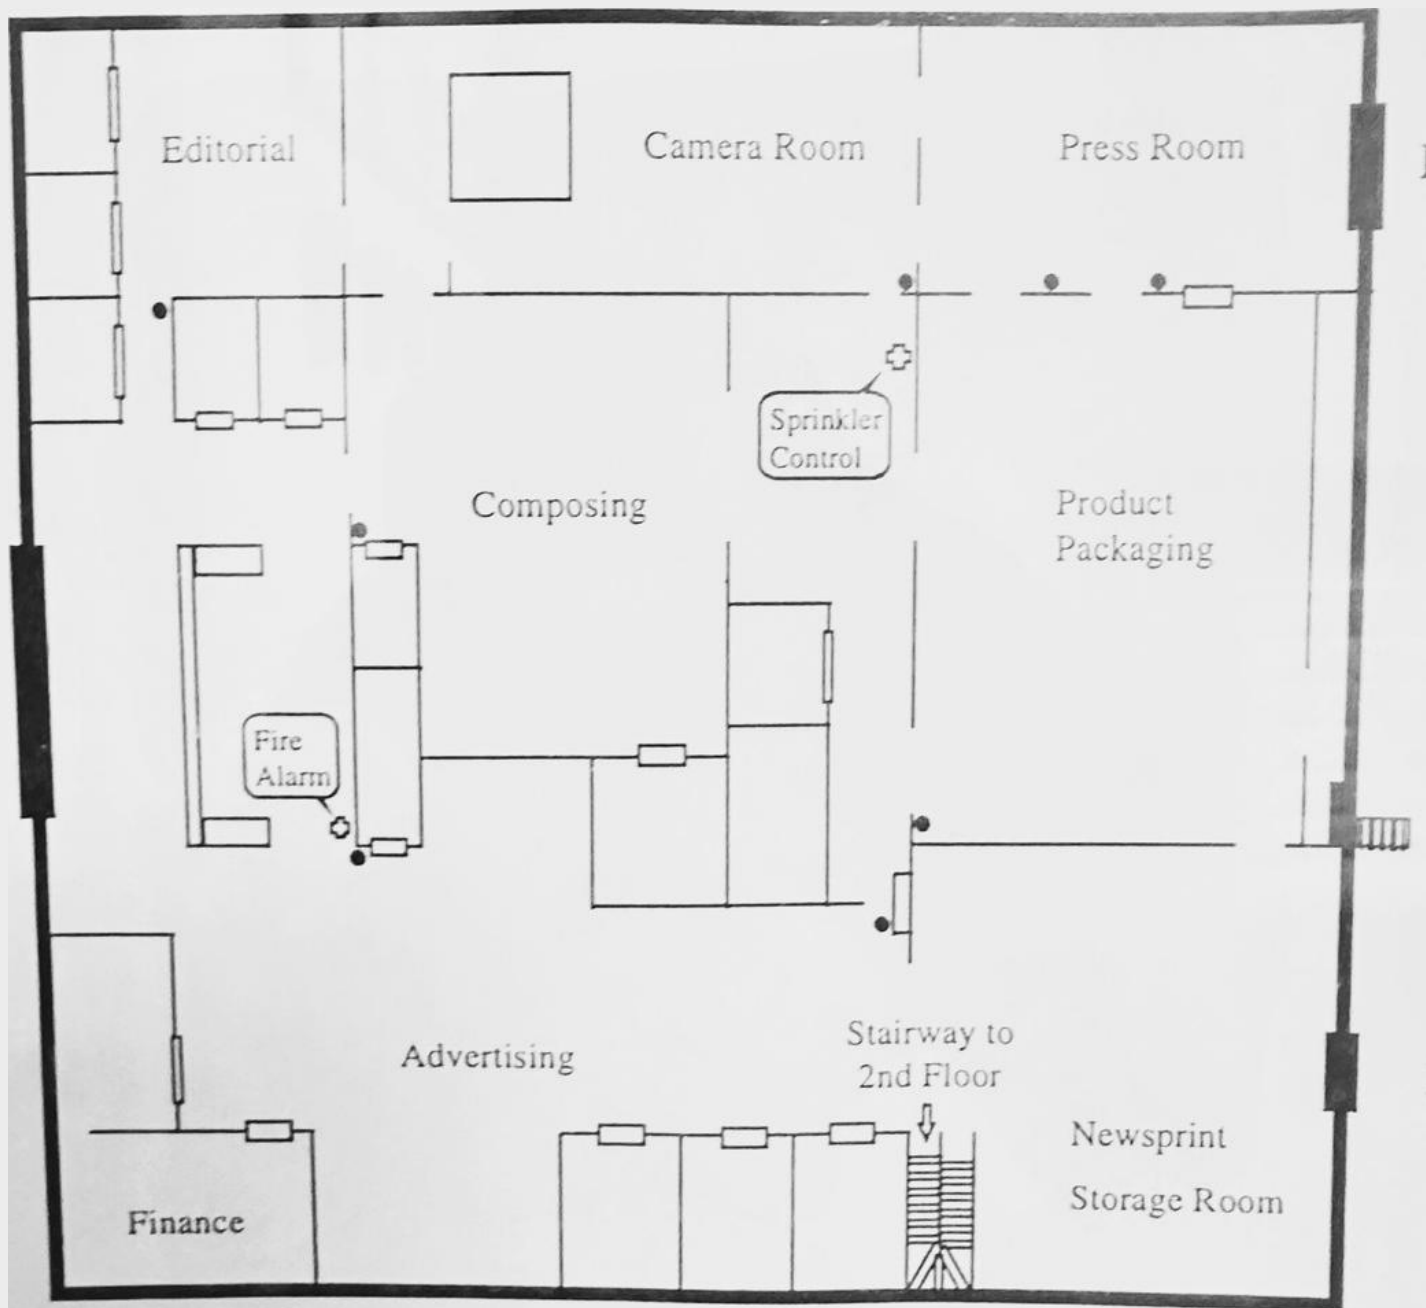 Editorial
Camera Room
Press Room
Sprinkler
Control
Composing
Product
Packaging
Fire
Alarm
Advertising
Stairway to
2nd Floor
Newsprint
Storage Room
Finance